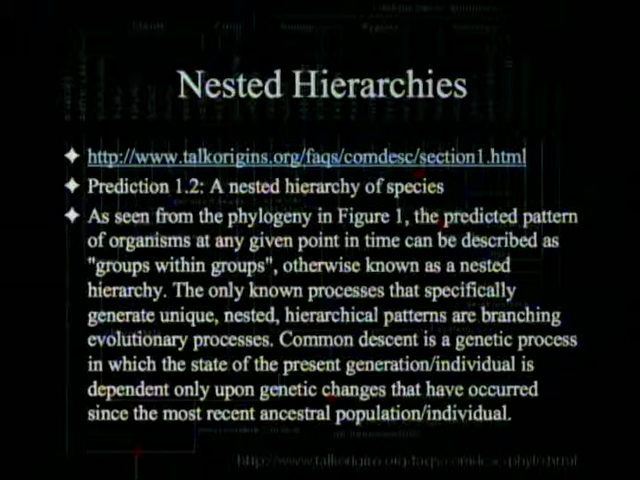 Nested Hierarchies
http://www.talkorigins.org/faqs/comdesc/section1.html
Prediction 1.2: A nested hierarchy of species
As seen from the phylogeny in Figure 1, the predicted pattern
of organisms at any given point in time can be described as
"groups within groups", otherwise known as a nested
hierarchy. The only known processes that specifically
generate unique, nested, hierarchical patterns are branching
evolutionary processes. Common descent is a genetic process
in which the state of the present generation/individual is
dependent only upon genetic changes that have occurred
since the most recent ancestral population/individual.